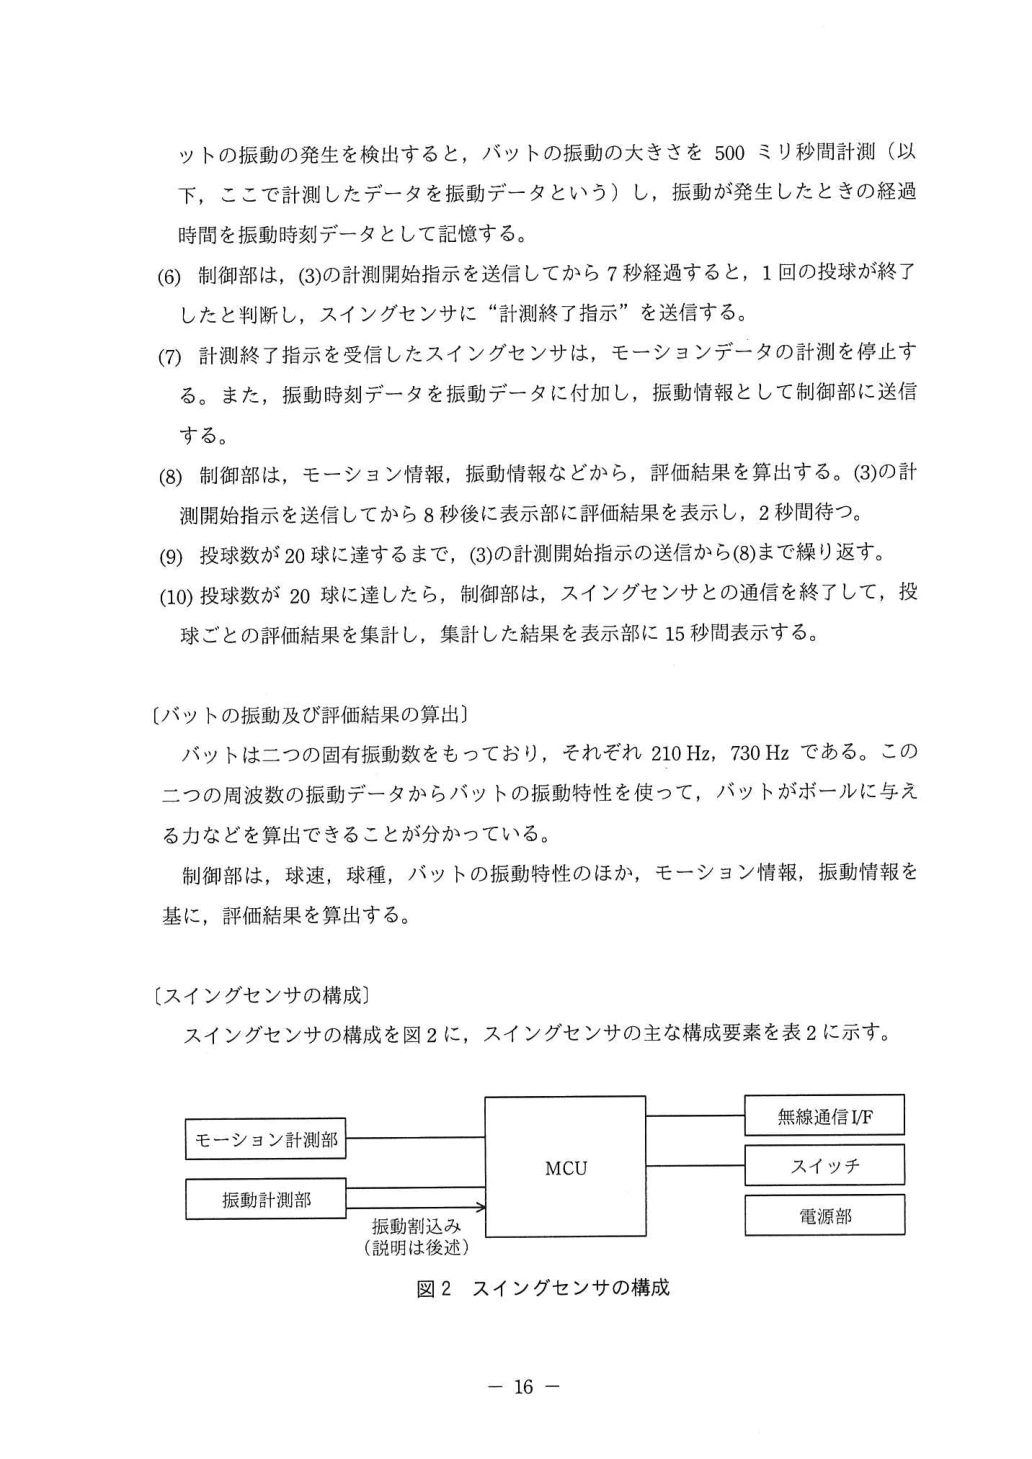 ットの振動の発生を検出すると，バットの振動の大きさを 500 ミリ秒間計測（以
下，ここで計測したデータを振動データという）し，振動が発生したときの経過
時間を振動時刻データとして記憶する。
(6) 制御部は，(3)の計測開始指示を送信してから 7 秒経過すると，1 回の投球が終了
したと判断し，スイングセンサに“計測終了指示”を送信する。
(7) 計測終了指示を受信したスイングセンサは，モーションデータの計測を停止す
る。また，振動時刻データを振動データに付加し，振動情報として制御部に送信
する。
(8) 制御部は，モーション情報，振動情報などから，評価結果を算出する。(3)の計
測開始指示を送信してから 8 秒後に表示部に評価結果を表示し，2 秒間待つ。
(9) 投球数が 20 球に達するまで，(3)の計測開始指示の送信から(8)まで繰り返す。
(10) 投球数が 20 球に達したら，制御部は，スイングセンサとの通信を終了して，投
球ごとの評価結果を集計し，集計した結果を表示部に 15 秒間表示する。
〔バットの振動及び評価結果の算出〕
バットは二つの固有振動数をもっており，それぞれ 210 Hz，730 Hz である。この
二つの周波数の振動データからバットの振動特性を使って，バットがボールに与え
る力などを算出できることが分かっている。
制御部は，球速，球種，バットの振動特性のほか，モーション情報，振動情報を
基に，評価結果を算出する。
〔スイングセンサの構成〕
スイングセンサの構成を図 2 に，スイングセンサの主な構成要素を表 2 に示す。
モーション計測部
振動計測部
振動割込み
（説明は後述）
MCU
無線通信 I/F
スイッチ
電源部
図 2 スイングセンサの構成
－ 16 －